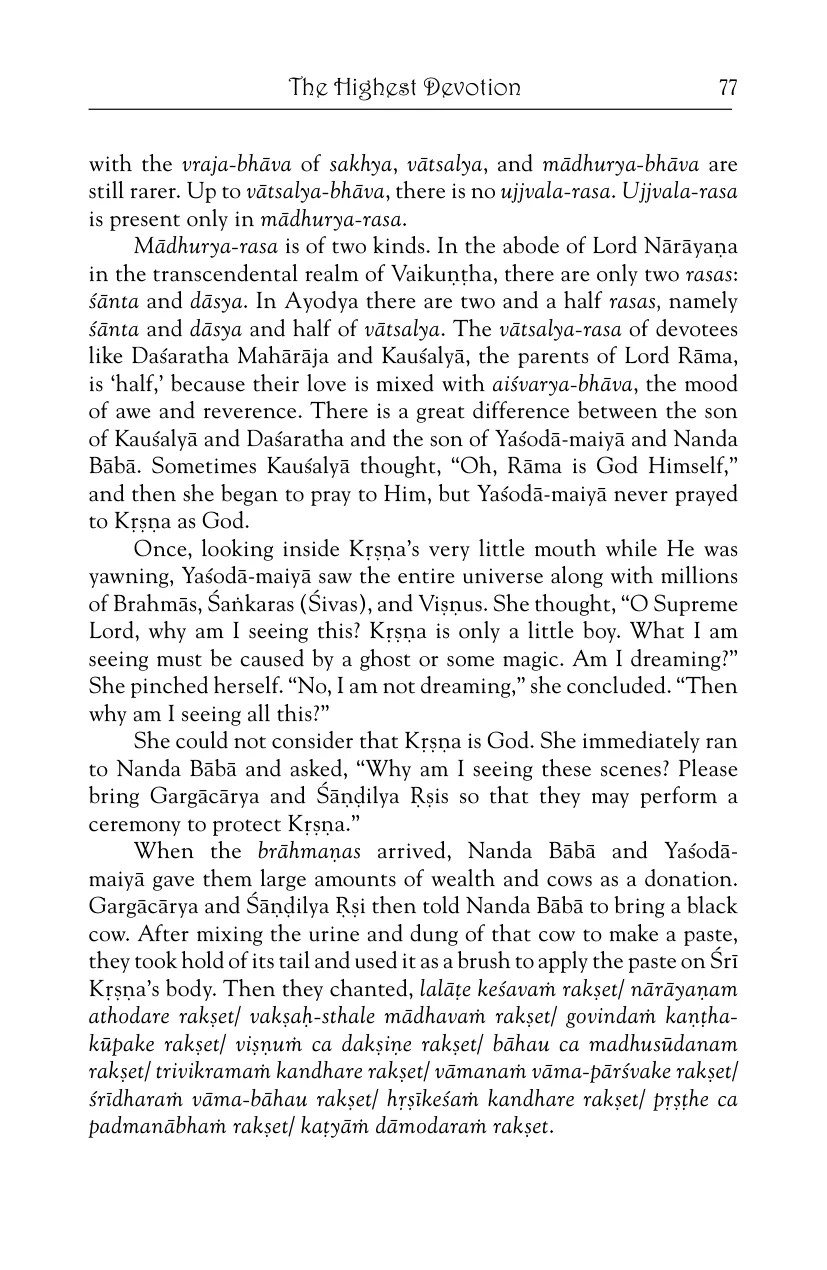 The Highest Devotion 77
with the vraja-bhāva of sakhya, vātsalya, and mādhurya-bhāva are
still rarer. Up to vātsalya-bhāva, there is no ujjvala-rasa. Ujjvala-rasa
is present only in mādhurya-rasa.
Mādhurya-rasa is of two kinds. In the abode of Lord Nārāyaṇa
in the transcendental realm of Vaikuṇṭha, there are only two rasas:
śānta and dāsya. In Ayodya there are two and a half rasas, namely
śānta and dāsya and half of vātsalya. The vātsalya-rasa of devotees
like Daśaratha Mahārāja and Kauśalyā, the parents of Lord Rāma,
is ‘half,’ because their love is mixed with aiśvarya-bhāva, the mood
of awe and reverence. There is a great difference between the son
of Kauśalyā and Daśaratha and the son of Yaśodā-maiyā and Nanda
Bābā. Sometimes Kauśalyā thought, “Oh, Rāma is God Himself,”
and then she began to pray to Him, but Yaśodā-maiyā never prayed
to Kṛṣṇa as God.
Once, looking inside Kṛṣṇa’s very little mouth while He was
yawning, Yaśodā-maiyā saw the entire universe along with millions
of Brahmās, Śaṅkaras (Śivas), and Viṣṇus. She thought, “O Supreme
Lord, why am I seeing this? Kṛṣṇa is only a little boy. What I am
seeing must be caused by a ghost or some magic. Am I dreaming?”
She pinched herself. “No, I am not dreaming,” she concluded. “Then
why am I seeing all this?”
She could not consider that Kṛṣṇa is God. She immediately ran
to Nanda Bābā and asked, “Why am I seeing these scenes? Please
bring Gargācārya and Śāṇḍilya Ṛṣis so that they may perform a
ceremony to protect Kṛṣṇa.”
When the brāhmaṇas arrived, Nanda Bābā and Yaśodā-
maiyā gave them large amounts of wealth and cows as a donation.
Gargācārya and Śāṇḍilya Ṛṣi then told Nanda Bābā to bring a black
cow. After mixing the urine and dung of that cow to make a paste,
they took hold of its tail and used it as a brush to apply the paste on Śrī
Kṛṣṇa’s body. Then they chanted, lalāṭe keśavaṁ rakṣet/ nārāyaṇam
athodare rakṣet/ vakṣaḥ-sthale mādhavaṁ rakṣet/ govindaṁ kaṇṭha-
kūpake rakṣet/ viṣṇuṁ ca dakṣiṇe rakṣet/ bāhau ca madhusūdanam
rakṣet/ trivikramaṁ kandhare rakṣet/ vāmanaṁ vāma-pārśvake rakṣet/
śrīdharaṁ vāma-bāhau rakṣet/ hṛṣīkeśaṁ kandhare rakṣet/ pṛṣṭhe ca
padmanābhaṁ rakṣet/ kaṭyāṁ dāmodaraṁ rakṣet.